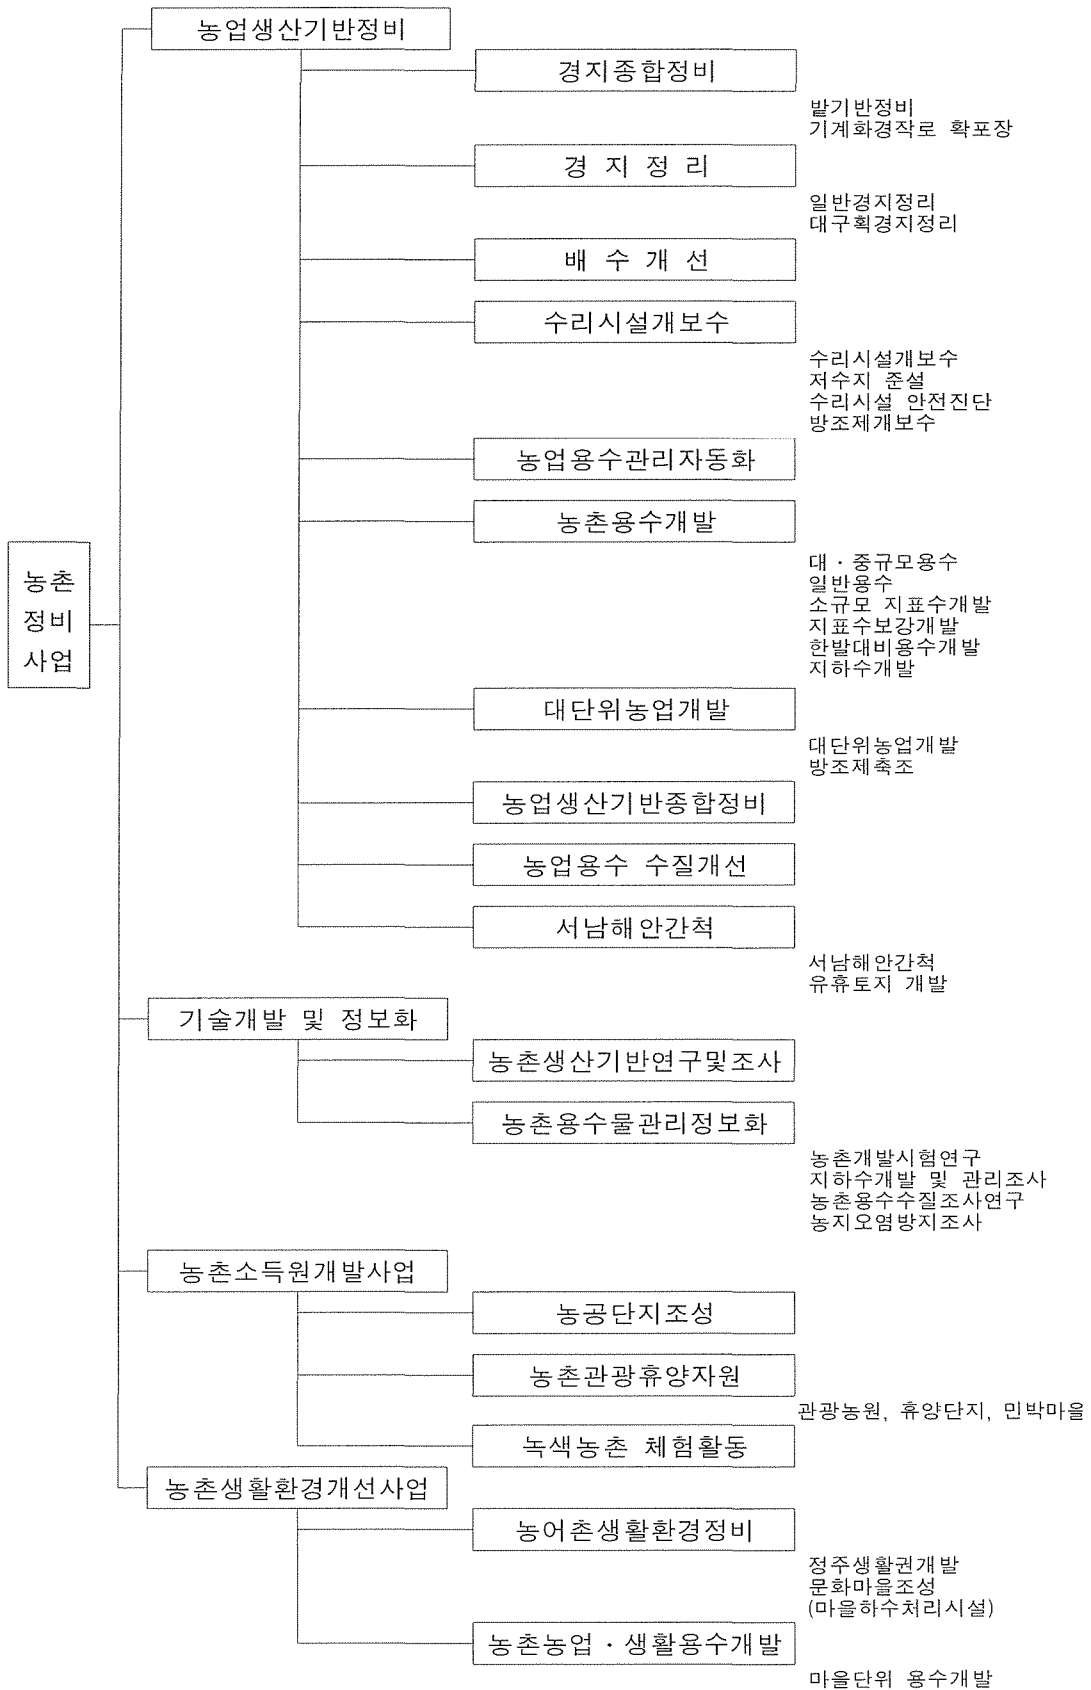 농업생산기반정비
경지종합정비
밭기반정비
기계화경작로 확포장
경 지 정 리
일반경지정리
대구획경지정리
배 수 개 선
수리시설개보수
수리시설개보수
저수지 준설
수리시설 안전진단
방조제개보수
농업용수관리자동화
농촌용수개발
대 · 중규모용수
일반용수
소규모 지표수개발
지표수보강개발
한발대비용수개발
지하수개발
농촌
정비
사업
대단위농업개발
대단위농업개발
방조제축조
농업생산기반종합정비
농업용수 수질개선
서남해안간척
서남해안간척
유휴토지 개발
기술개발 및 정보화
농촌생산기반연구및조사
농촌용수물관리정보화
농촌개발시험연구
지하수개발 및 관리조사
농촌용수수질조사연구
농지오염방지조사
농촌소득원개발사업
농공단지조성
농촌관광휴양자원
관광농원, 휴양단지, 민박마을
녹색농촌 체험활동
농촌생활환경개선사업
농어촌생활환경정비
정주생활권개발
문화마을조성
(마을하수처리시설)
농촌농업 · 생활용수개발
마을단위 용수개발